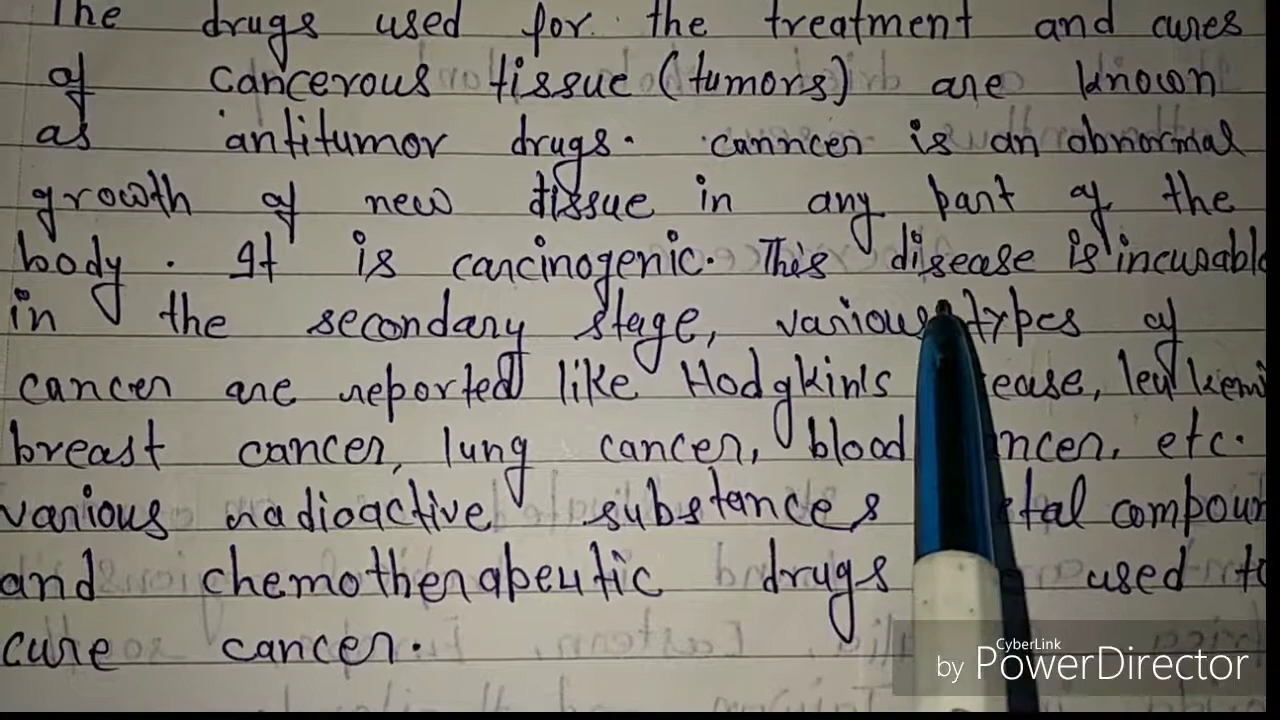 The drugs used for the treatment and cures
of cancerous tissue (tumors) are known
as antitumor drugs. canncer is an abnormal
growth of new tissue in any part of the
body. It is carcinogenic. This disease is incurable
in the secondary stage, various types of
cancer are reported like Hodgkin's ease, leukemi
breast cancer, lung cancer, blood ncer, etc.
various radioactive substances etal compoun
and chemotherapeutic drugs used to
cure cancer.
CyberLink
by PowerDirector